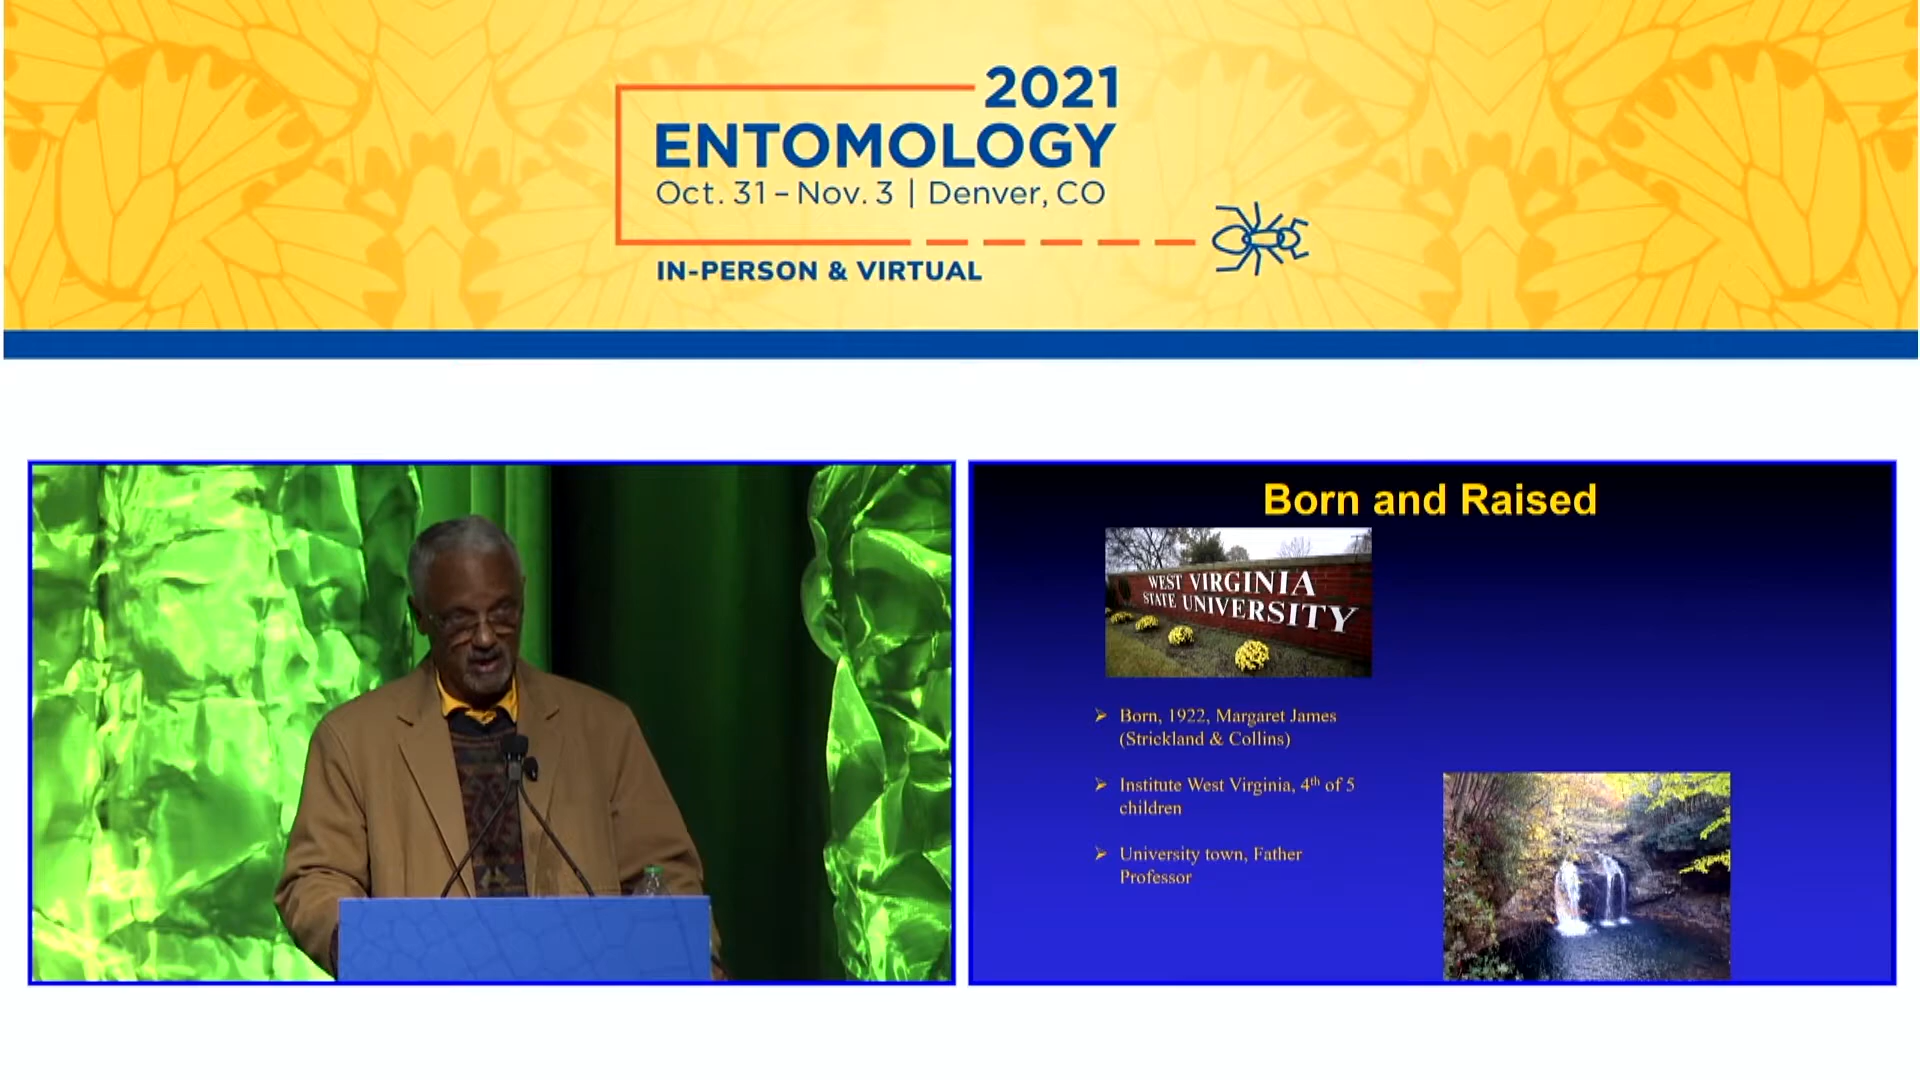 2021
ENTOMOLOGY
Oct. 31 – Nov. 3 | Denver, CO
IN-PERSON & VIRTUAL
Born and Raised
WEST VIRGINIA
STATE UNIVERSITY
➢ Born, 1922, Margaret James
(Strickland & Collins)
➢ Institute West Virginia, 4th of 5
children
➢ University town, Father
Professor